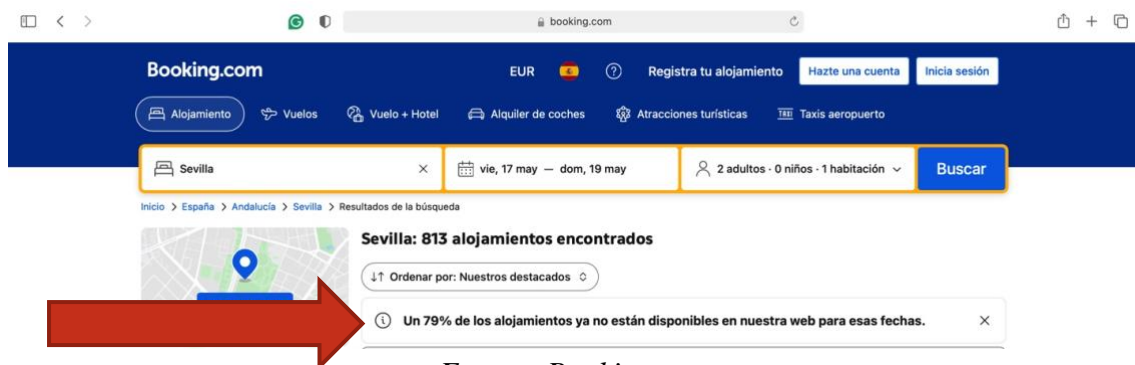 booking.com
Booking.com
EUR
Registra tu alojamiento
Hazte una cuenta
Inicia sesión
Alojamiento
Vuelos
Vuelo + Hotel
Alquiler de coches
Atracciones turísticas
TAXI Taxis aeropuerto
Sevilla
vie, 17 may — dom, 19 may
2 adultos · 0 niños · 1 habitación
Buscar
Inicio > España > Andalucía > Sevilla > Resultados de la búsqueda
Sevilla: 813 alojamientos encontrados
Ordenar por: Nuestros destacados
Un 79% de los alojamientos ya no están disponibles en nuestra web para esas fechas.